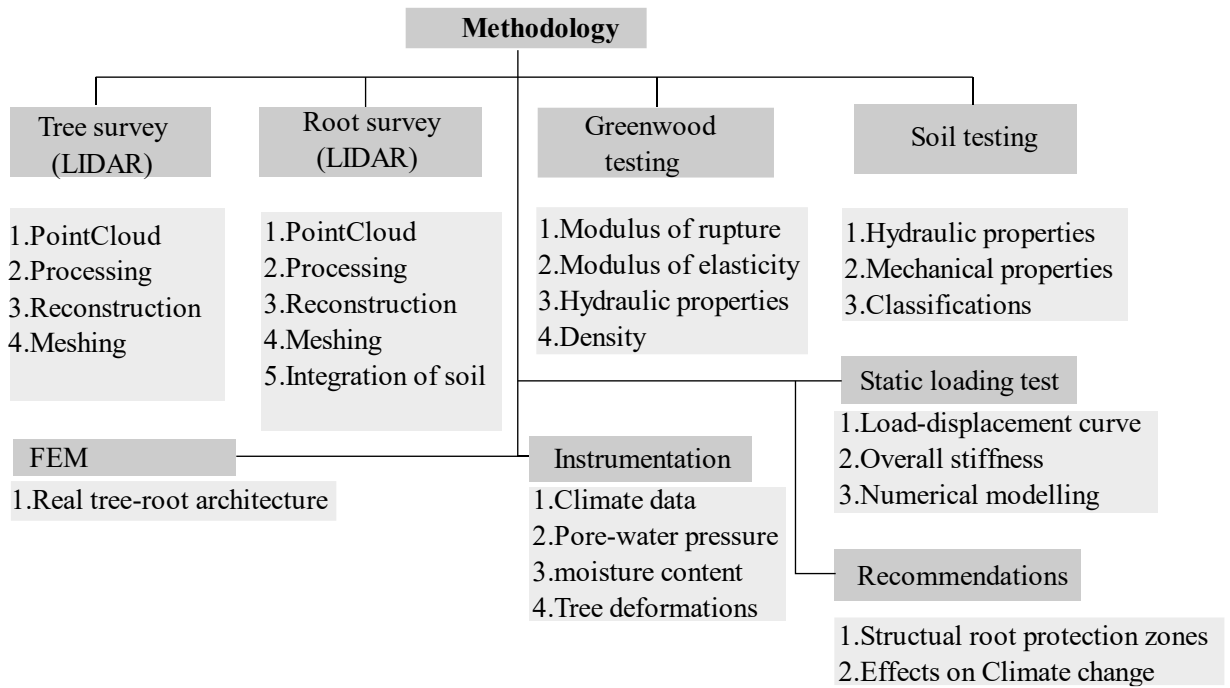 Methodology
Tree survey
(LIDAR)
1.PointCloud
2.Processing
3.Reconstruction
4.Meshing
Root survey
(LIDAR)
1.PointCloud
2.Processing
3.Reconstruction
4.Meshing
5.Integration of soil
Greenwood
testing
1.Modulus of rupture
2.Modulus of elasticity
3.Hydraulic properties
4.Density
Soil testing
1.Hydraulic properties
2.Mechanical properties
3.Classifications
Static loading test
1.Load-displacement curve
2.Overall stiffness
3.Numerical modelling
FEM
1.Real tree-root architecture
Instrumentation
1.Climate data
2.Pore-water pressure
3.moisture content
4.Tree deformations
Recommendations
1.Structual root protection zones
2.Effects on Climate change